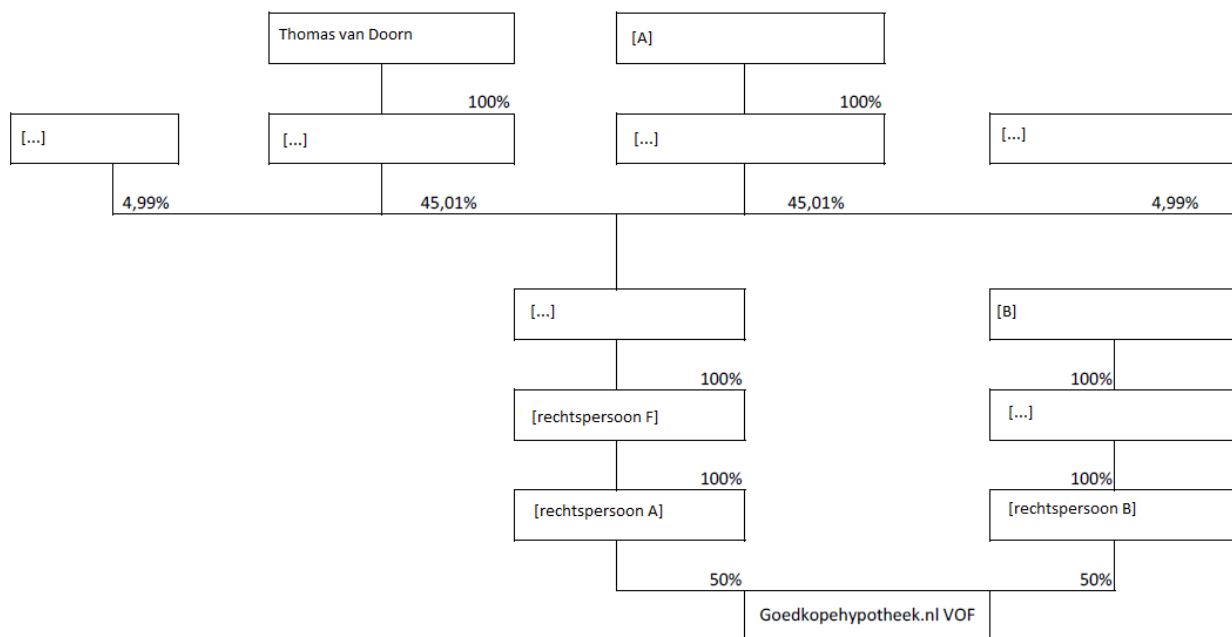 Thomas van Doorn
[A]
100%
100%
[...]
[...]
[...]
[...]
4,99%
45,01%
45,01%
4,99%
[...]
[B]
100%
100%
[rechtspersoon F]
[...]
100%
100%
[rechtspersoon A]
[rechtspersoon B]
50%
50%
Goedkopehypotheek.nl VOF